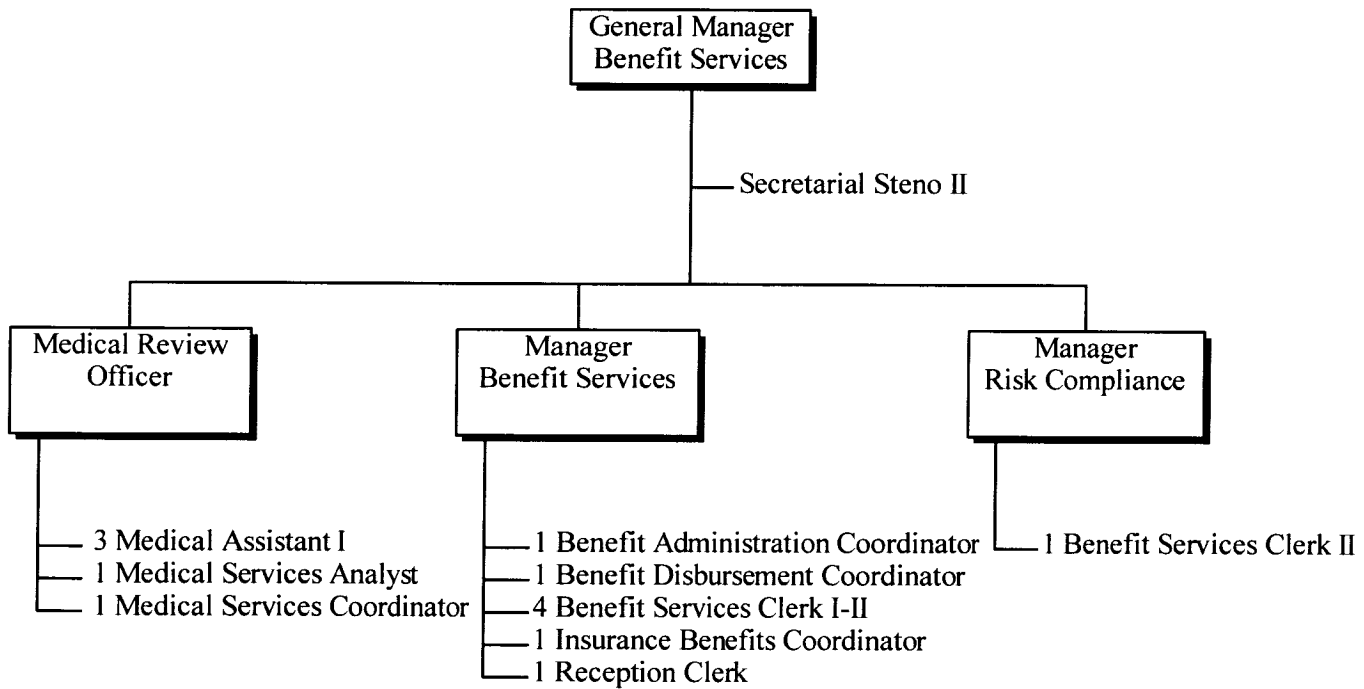 General Manager
Benefit Services
Secretarial Steno II
Medical Review
Officer
Manager
Benefit Services
Manager
Risk Compliance
3 Medical Assistant I
1 Medical Services Analyst
1 Medical Services Coordinator
1 Benefit Administration Coordinator
1 Benefit Disbursement Coordinator
4 Benefit Services Clerk I-II
1 Insurance Benefits Coordinator
1 Reception Clerk
1 Benefit Services Clerk II